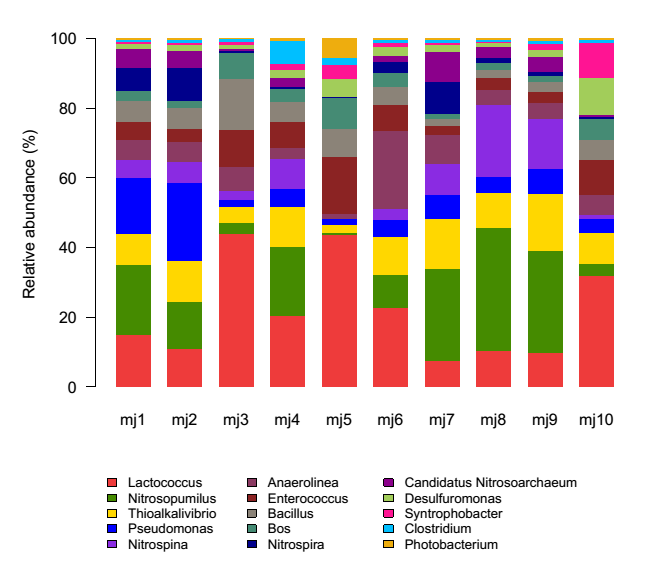 Relative abundance (%)
100
80
60
40
20
0
mj1 mj2 mj3 mj4 mj5 mj6 mj7 mj8 mj9 mj10
Lactococcus Anaerolinea Candidatus Nitrosoarchaeum
Nitrosopumilus Enterococcus Desulfuromonas
Thioalkalivibrio Bacillus Syntrophobacter
Pseudomonas Bos Clostridium
Nitrospina Nitrospira Photobacterium